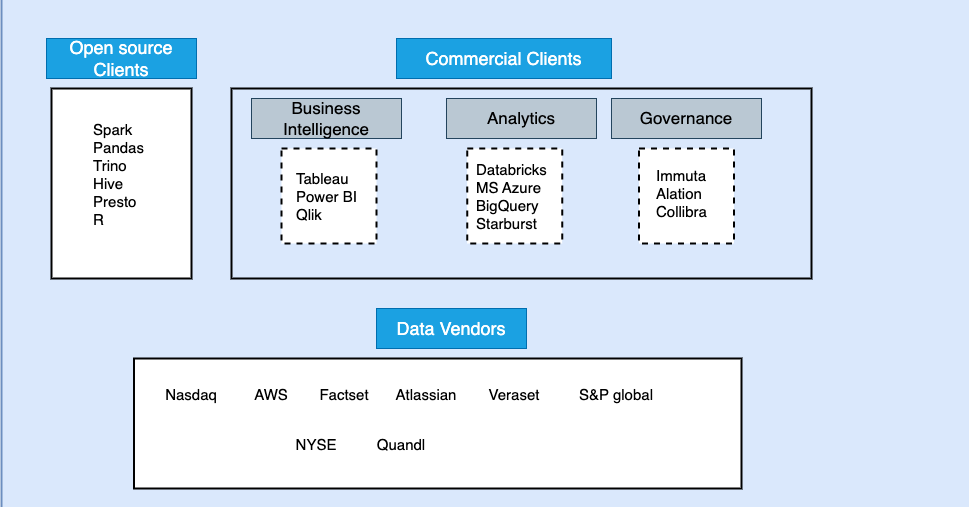 Open source
Clients
Commercial Clients
Spark
Pandas
Trino
Hive
Presto
R
Business
Intelligence
Analytics
Governance
Tableau
Power BI
Qlik
Databricks
MS Azure
BigQuery
Starburst
Immuta
Alation
Collibra
Data Vendors
Nasdaq AWS Factset Atlassian Veraset S&P global
NYSE Quandl